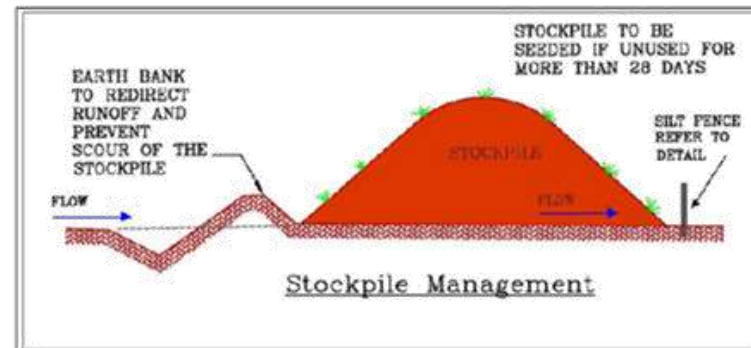 STOCKPILE TO BE
SEEDED IF UNUSED FOR
MORE THAN 28 DAYS
EARTH BANK
TO REDIRECT
RUNOFF AND
PREVENT
SCOUR OF THE
STOCKPILE
SILT FENCE
REFER TO
DETAIL
STOCKPILE
FLOW
FLOW
Stockpile Management